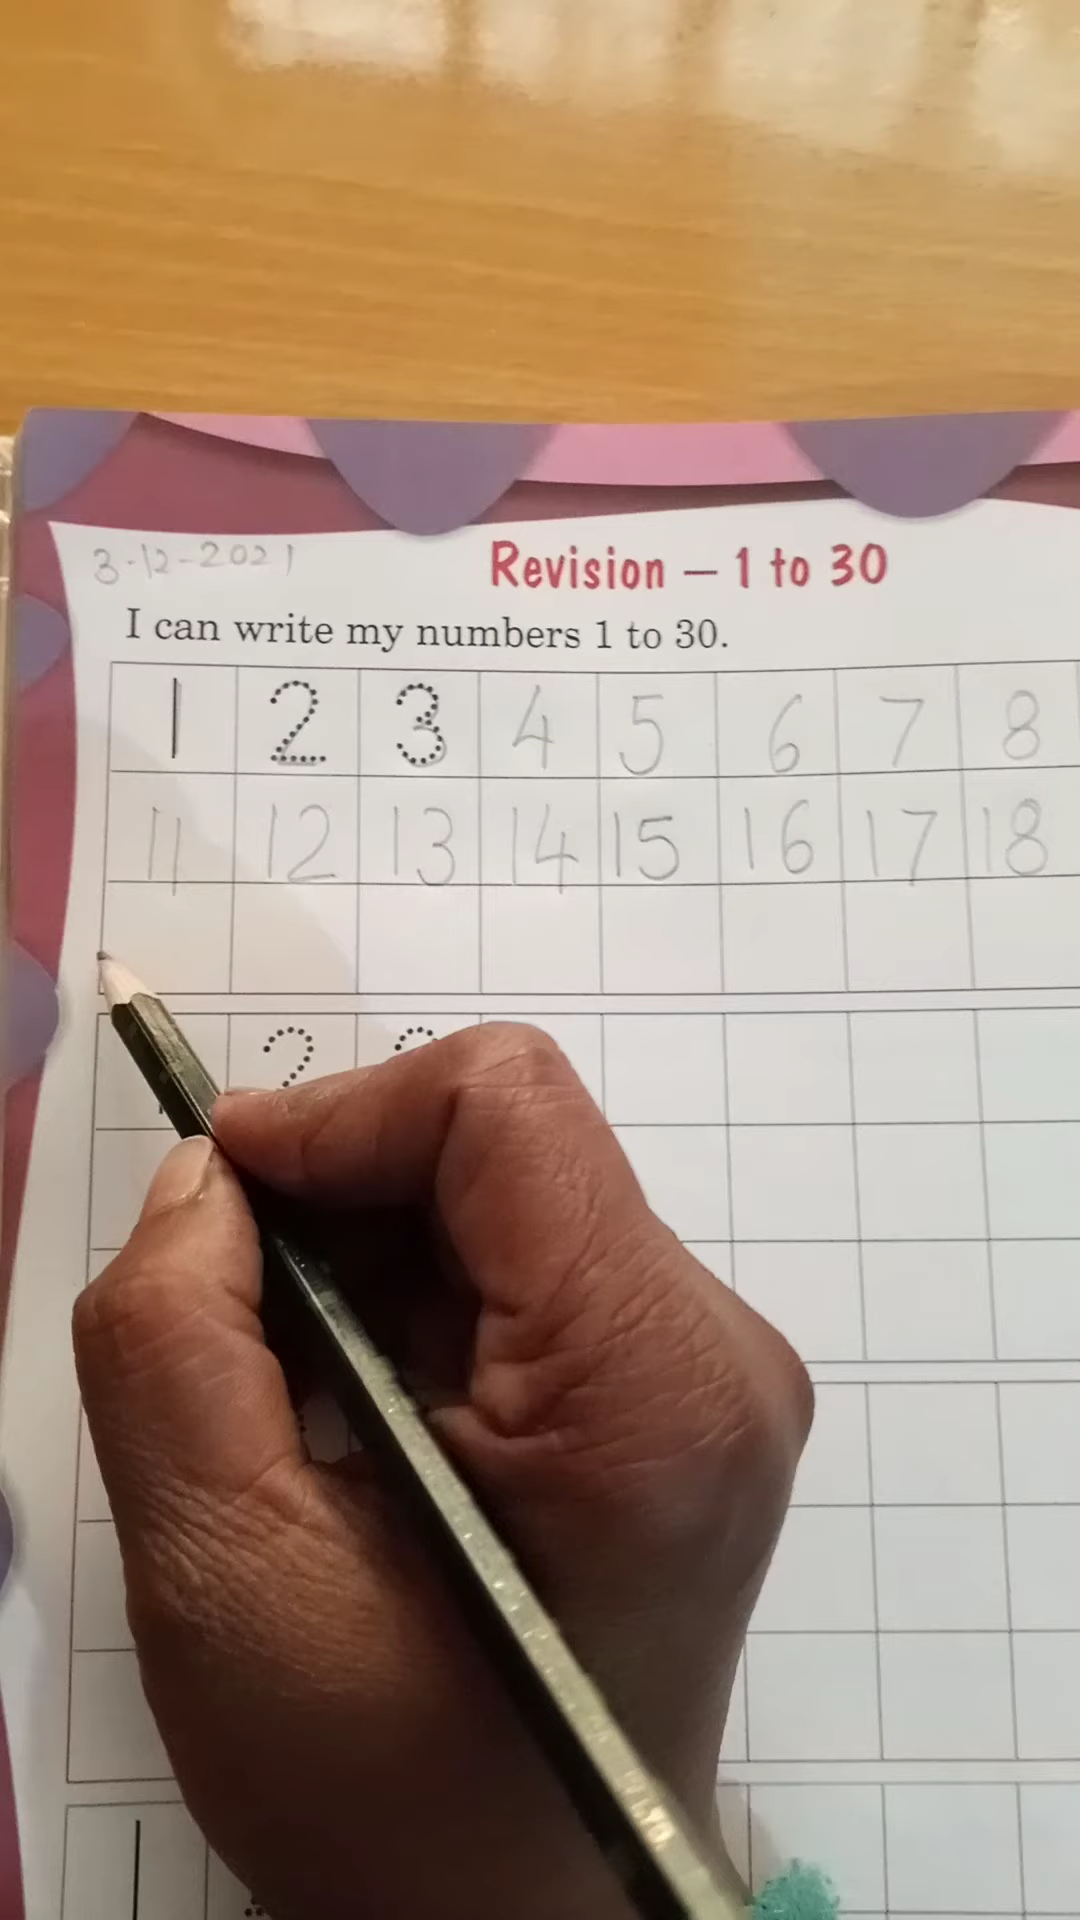 3-12-2021
Revision – 1 to 30
I can write my numbers 1 to 30.
1 2 3 4 5 6 7 8
11 12 13 14 15 16 17 18
2